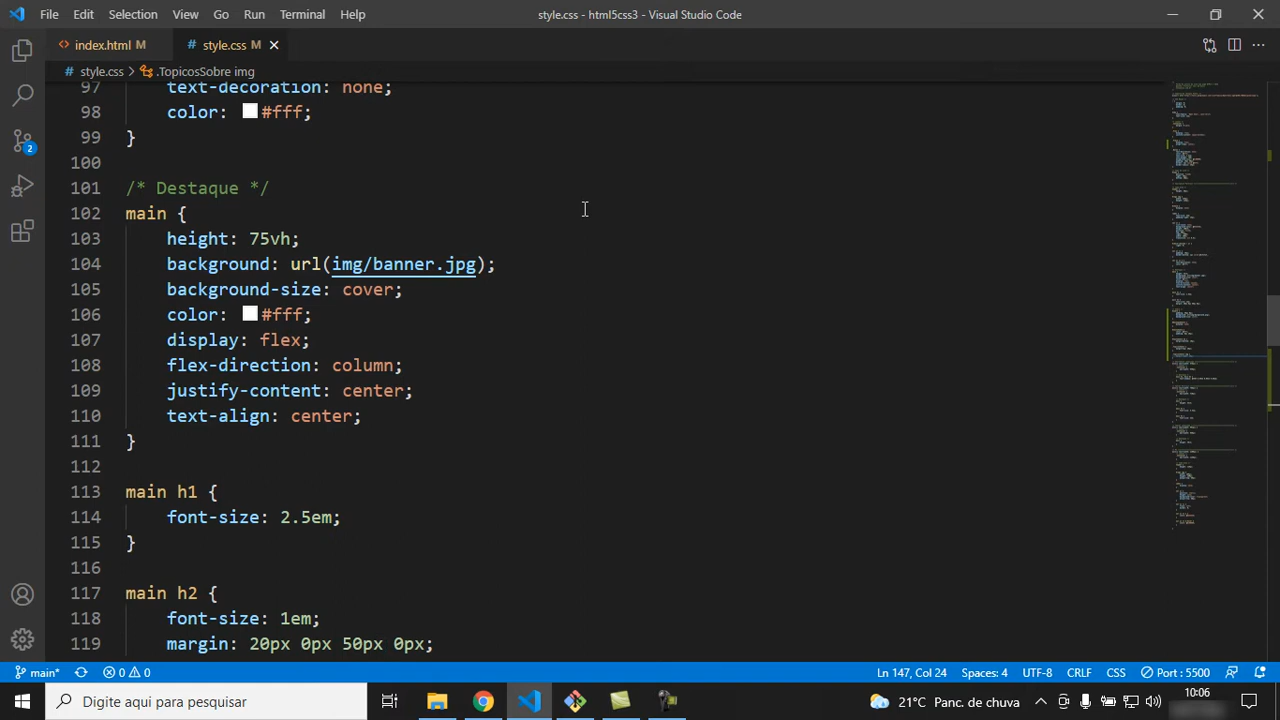 File Edit Selection View Go Run Terminal Help
style.css - html5css3 - Visual Studio Code
index.html M
# style.css M
# style.css > .TopicosSobre img
97 text-decoration: none;
98 color: #fff;
99 }
100
101 /* Destaque */
102 main {
103 height: 75vh;
104 background: url(img/banner.jpg);
105 background-size: cover;
106 color: #fff;
107 display: flex;
108 flex-direction: column;
109 justify-content: center;
110 text-align: center;
111 }
112
113 main h1 {
114 font-size: 2.5em;
115 }
116
117 main h2 {
118 font-size: 1em;
119 margin: 20px 0px 50px 0px;
2
main* 0 0 Ln 147, Col 24 Spaces: 4 UTF-8 CRLF CSS Port : 5500
Digite aqui para pesquisar
21°C Panc. de chuva
10:06